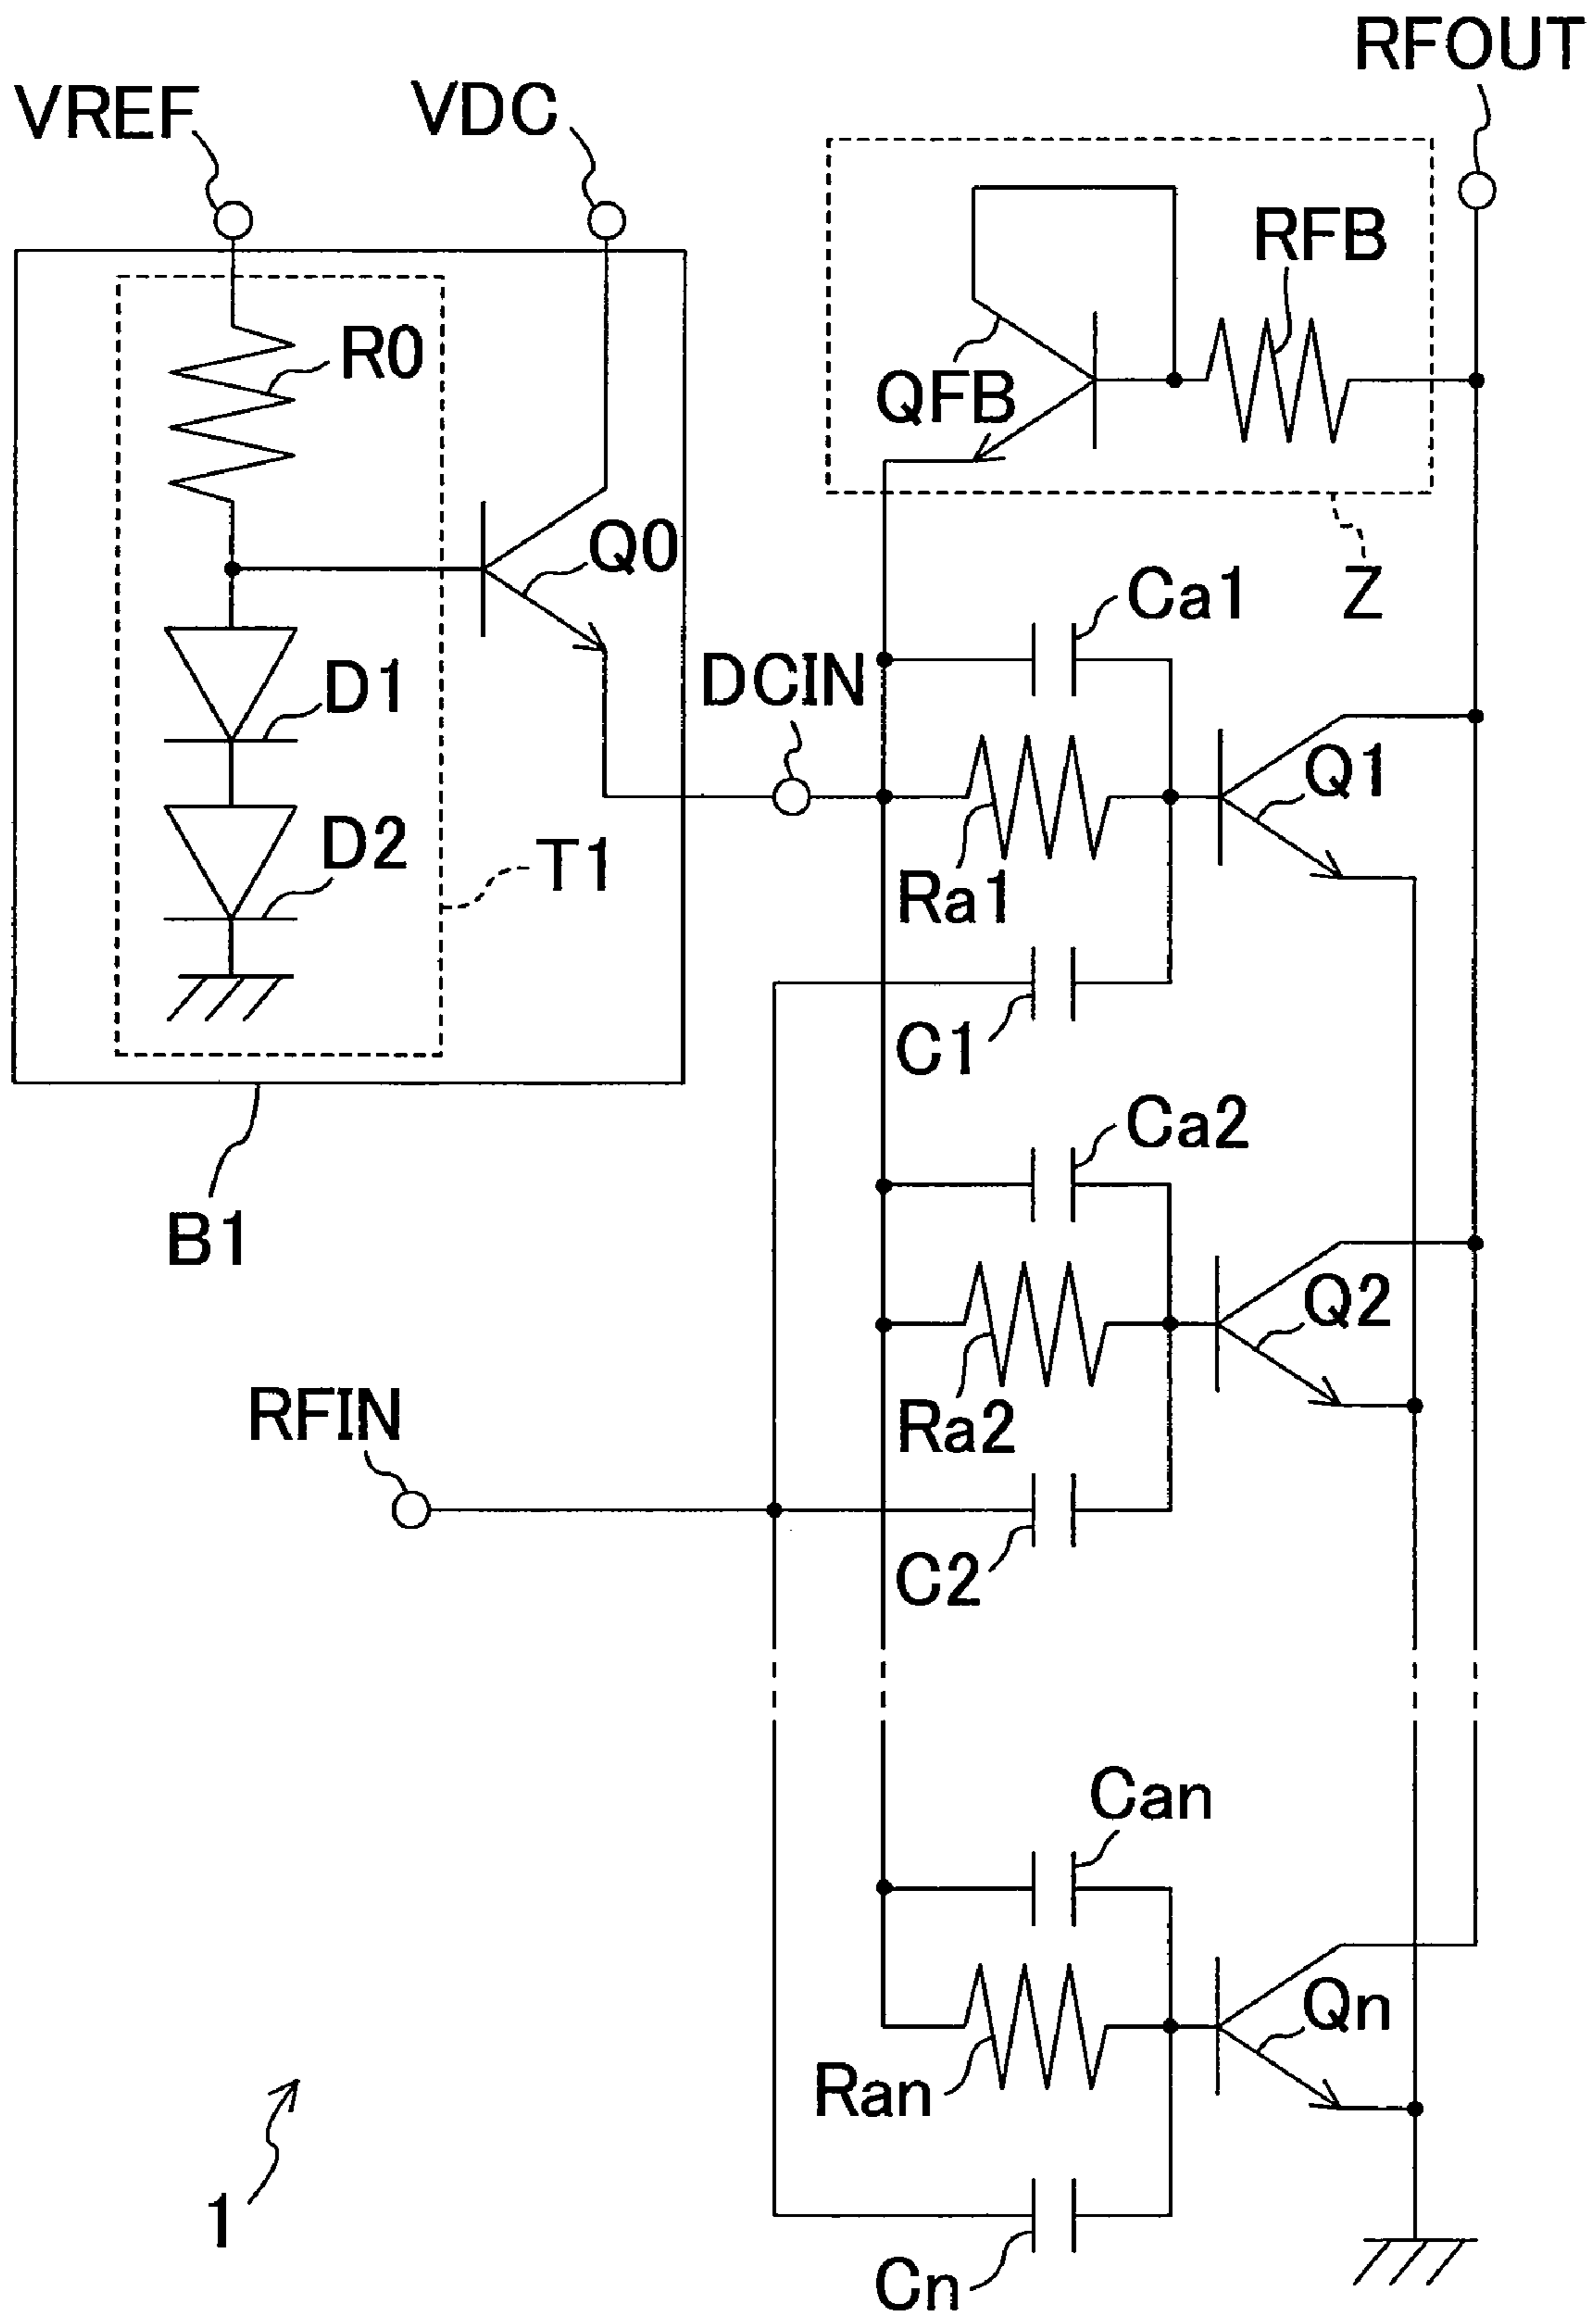 RFOUT
VREF
VDC
RFB
R0
QFB
Q0
Z
Ca1
DCIN
D1
Q1
D2
T1
Ra1
C1
Ca2
B1
Q2
RFIN
Ra2
C2
Can
Qn
Ran
1
Cn